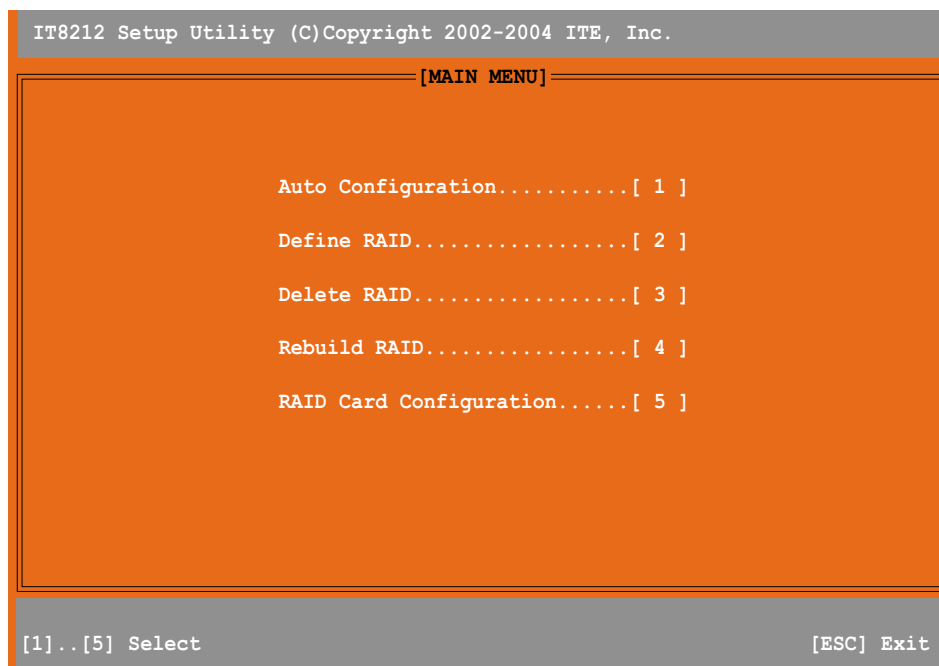 IT8212 Setup Utility (C)Copyright 2002-2004 ITE, Inc.
[MAIN MENU]
Auto Configuration...........[ 1 ]
Define RAID..................[ 2 ]
Delete RAID..................[ 3 ]
Rebuild RAID.................[ 4 ]
RAID Card Configuration......[ 5 ]
[1]..[5] Select [ESC] Exit